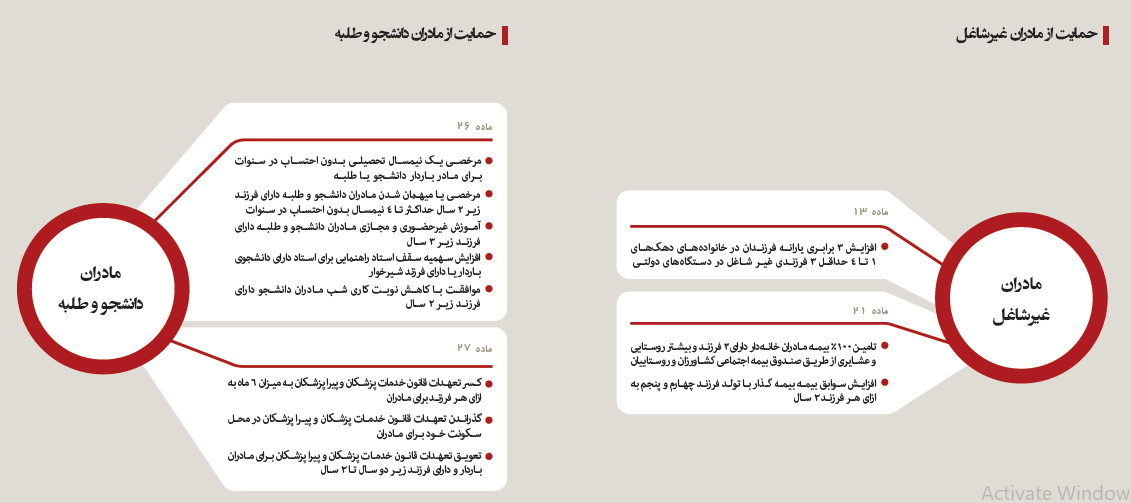 حمایت از مادران غیرشاغل
ماده ۱۳
افزایش ۳ برابری یارانه فرزندان در خانواده‌های دهک‌های
۱ تا ٤ حداقل ۳ فرزندی غیر شاغل در دستگاه‌های دولتی
ماده ۲۱
تامین ۱۰۰٪ بیمه مادران خانه‌دار دارای۳ فرزند و بیشتر روستایی
و عشایری از طریق صندوق بیمه اجتماعی کشاورزان و روستاییان
افزایش سوابق بیمه بیمه گذار با تولد فرزند چهارم و پنجم به
ازای هر فرزند۲ سال
مادران
غیرشاغل
حمایت از مادران دانشجو و طلبه
ماده ۲۶
مرخصی یک نیمسال تحصیلی بدون احتساب در سنوات
برای مادر باردار دانشجو یا طلبه
مرخصی یا میهمان شدن مادران دانشجو و طلبه دارای فرزند
زیر ۲ سال حداکثر تا ٤ نیمسال بدون احتساب در سنوات
آموزش غیرحضوری و مجازی مادران دانشجو و طلبه دارای
فرزند زیر ۳ سال
افزایش سهمیه سقف استاد راهنمایی برای استاد دارای دانشجوی
باردار یا دارای فرزند شیرخوار
موافقت با کاهش نوبت کاری شب مادران دانشجو دارای
فرزند زیر ۲ سال
ماده ۲۷
کسر تعهدات قانون خدمات پزشکان و پیرا پزشکان به میزان ٦ ماه به
ازای هر فرزند برای مادران
گذراندن تعهدات قانون خدمات پزشکان و پیرا پزشکان در محل
سکونت خود برای مادران
تعویق تعهدات قانون خدمات پزشکان و پیرا پزشکان برای مادران
باردار و دارای فرزند زیر دو سال تا ۲ سال
مادران
دانشجو و طلبه
Activate Window